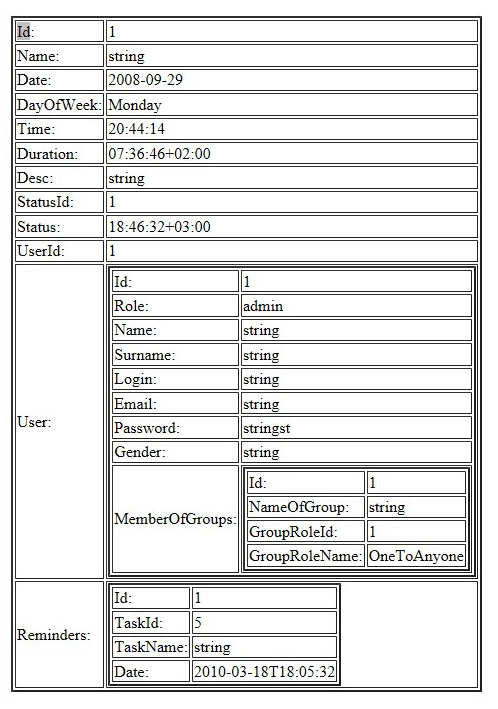 Id: 1
Name: string
Date: 2008-09-29
DayOfWeek: Monday
Time: 20:44:14
Duration: 07:36:46+02:00
Desc: string
StatusId: 1
Status: 18:46:32+03:00
UserId: 1
User:
Id: 1
Role: admin
Name: string
Surname: string
Login: string
Email: string
Password: stringst
Gender: string
MemberOfGroups:
Id: 1
NameOfGroup: string
GroupRoleId: 1
GroupRoleName: OneToAnyone
Reminders:
Id: 1
TaskId: 5
TaskName: string
Date: 2010-03-18T18:05:32